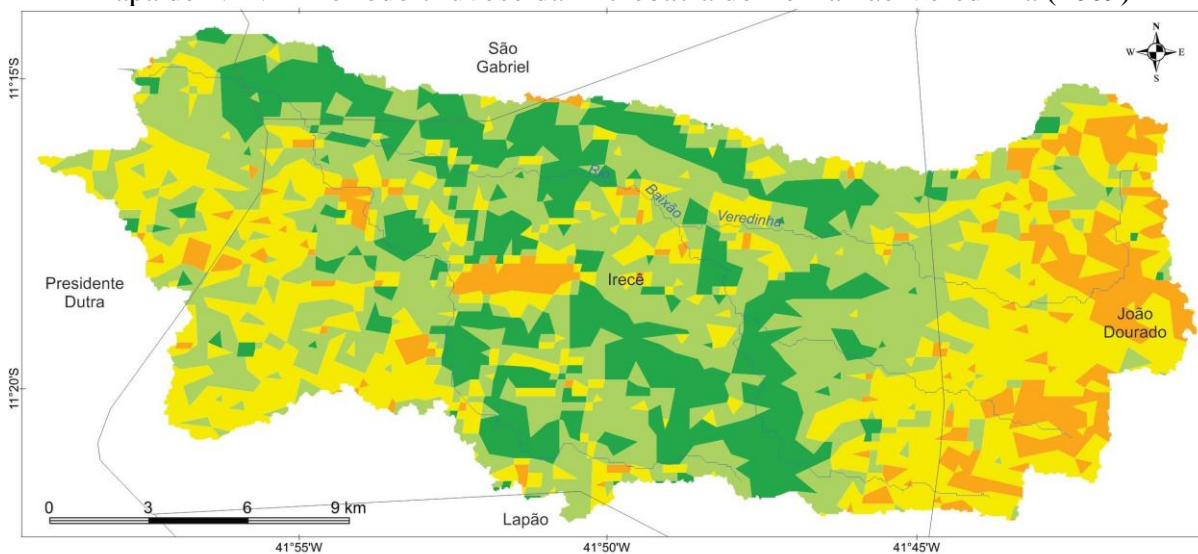 São
Gabriel
N
W E
S
11°15'S
Rio
Baixão
Veredinha
Presidente
Dutra
Irecê
João
Dourado
11°20'S
0 3 6 9 km
Lapão
41°55'W 41°50'W 41°45'W